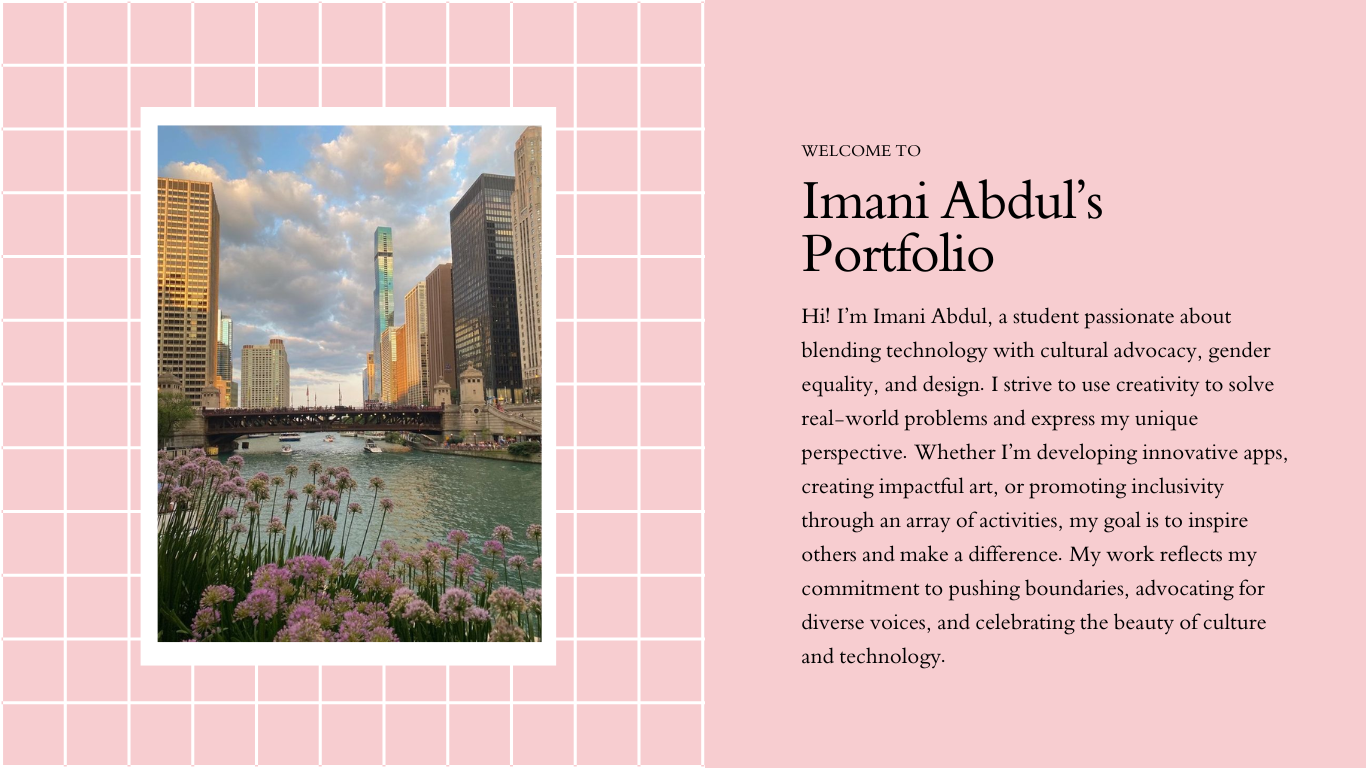 WELCOME TO
Imani Abdul’s
Portfolio
Hi! I’m Imani Abdul, a student passionate about
blending technology with cultural advocacy, gender
equality, and design. I strive to use creativity to solve
real-world problems and express my unique
perspective. Whether I’m developing innovative apps,
creating impactful art, or promoting inclusivity
through an array of activities, my goal is to inspire
others and make a difference. My work reflects my
commitment to pushing boundaries, advocating for
diverse voices, and celebrating the beauty of culture
and technology.